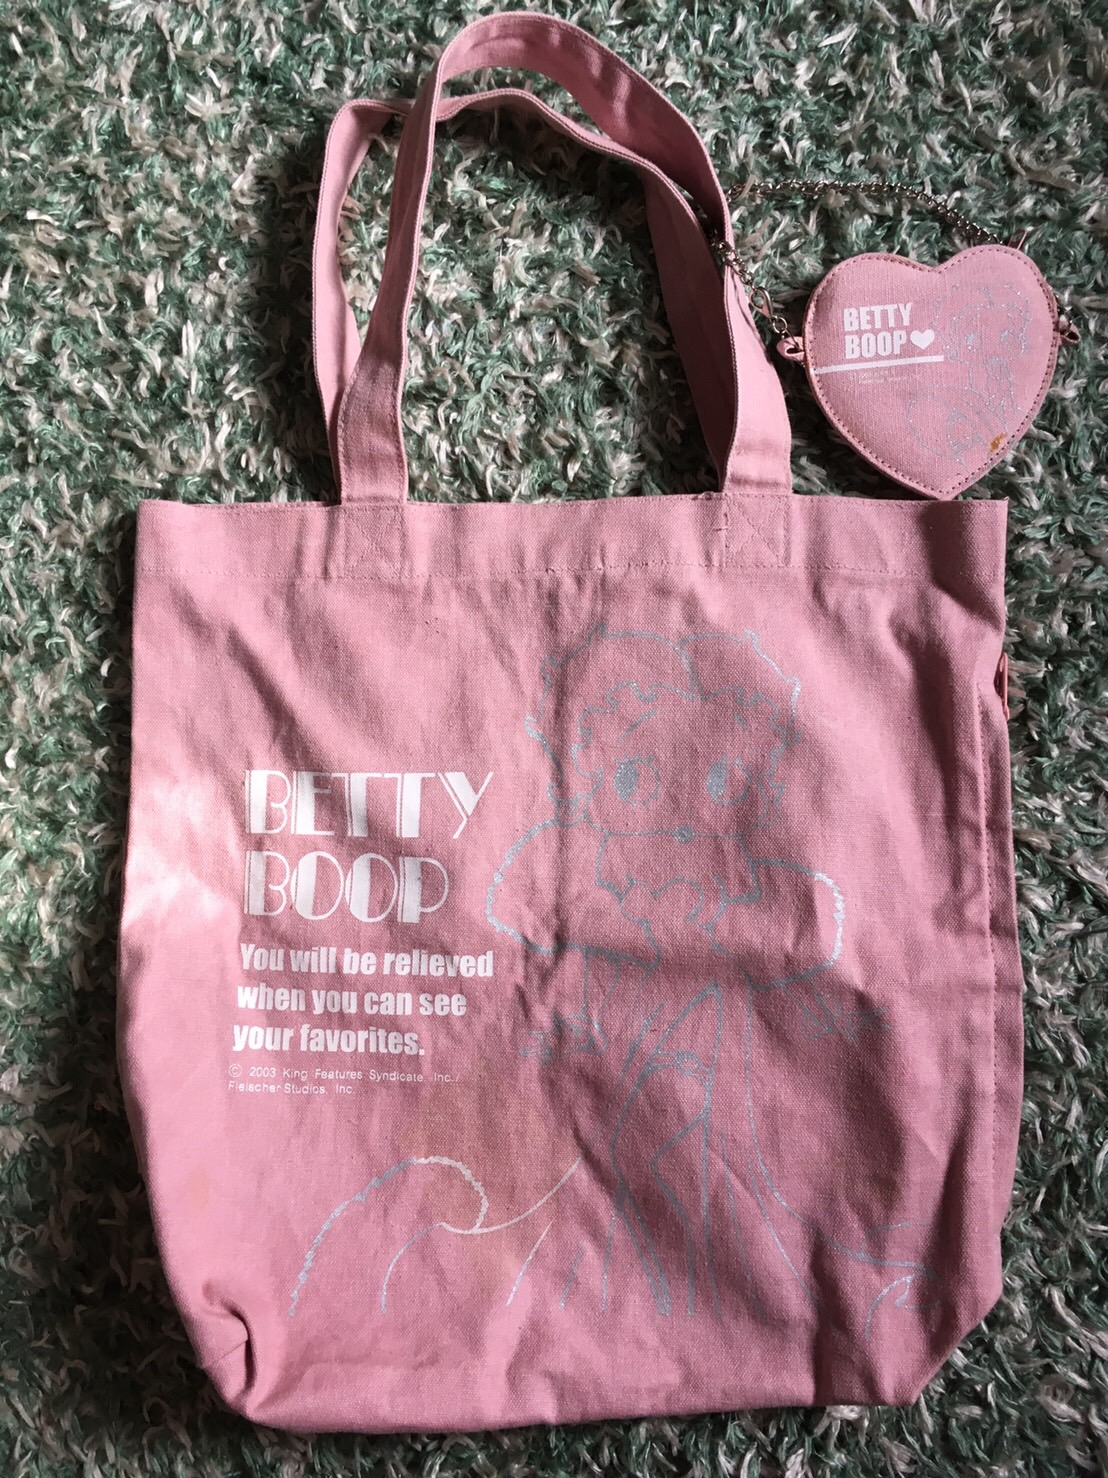 BETTY
BOOP♥
BETTY
BOOP
You will be relieved
when you can see
your favorites.
© 2003 King Features Syndicate, Inc./
Fleischer Studios, Inc.